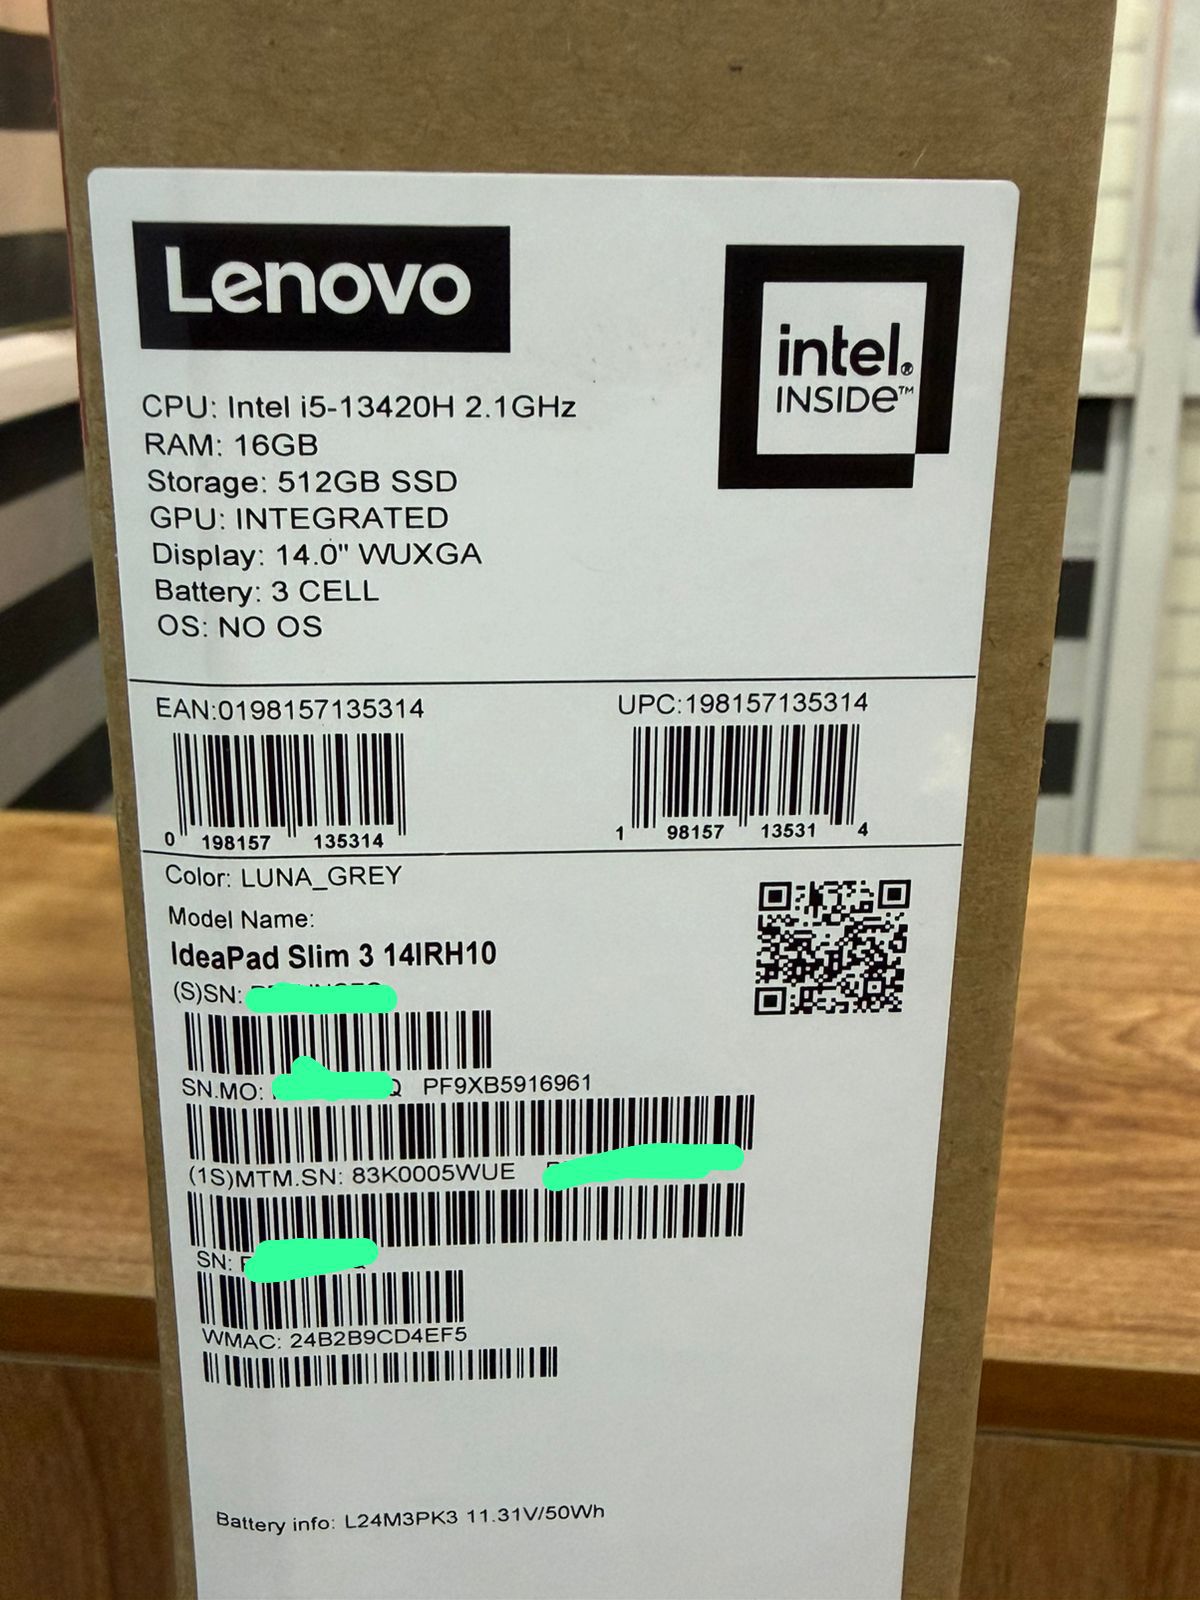 Lenovo
intel® INSIDE™
CPU: Intel i5-13420H 2.1GHz
RAM: 16GB
Storage: 512GB SSD
GPU: INTEGRATED
Display: 14.0" WUXGA
Battery: 3 CELL
OS: NO OS
EAN:0198157135314
UPC:198157135314
0 198157 135314
1 98157 13531 4
Color: LUNA_GREY
Model Name:
IdeaPad Slim 3 14IRH10
(S)SN:
SN.MO: PF9XB5916961
(1S)MTM.SN: 83K0005WUE
SN:
WMAC: 24B2B9CD4EF5
Battery info: L24M3PK3 11.31V/50Wh